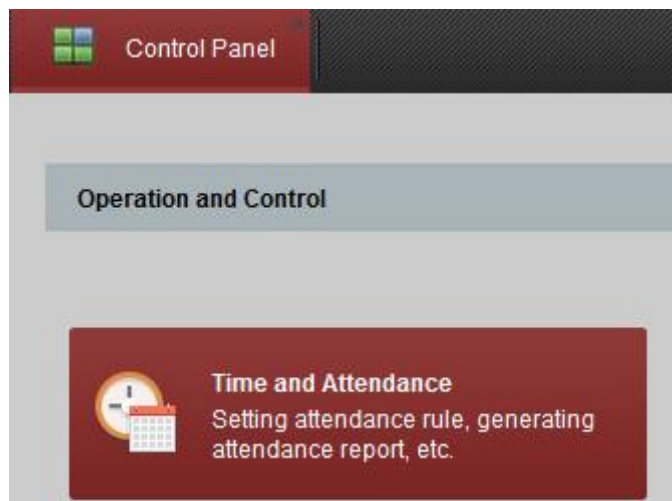 Control Panel
Operation and Control
Time and Attendance
Setting attendance rule, generating
attendance report, etc.